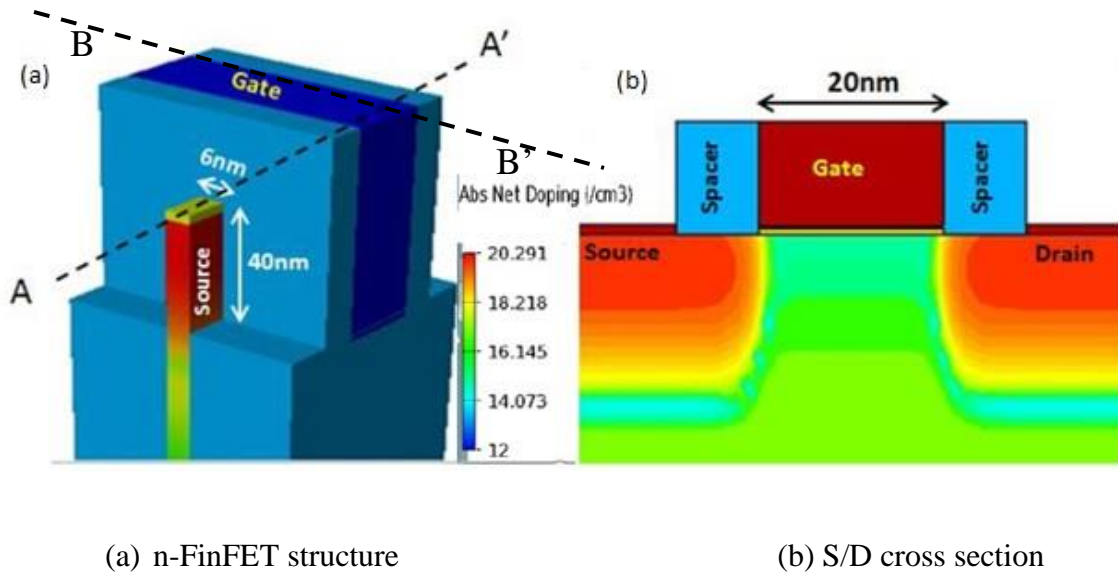 B
A'
(a)
Gate
(b)
20nm
6nm
B'
Abs Net Doping (/cm3)
Spacer
Gate
Spacer
A
40nm
Source
20.291
18.218
16.145
14.073
12
Source
Drain
(a) n-FinFET structure
(b) S/D cross section